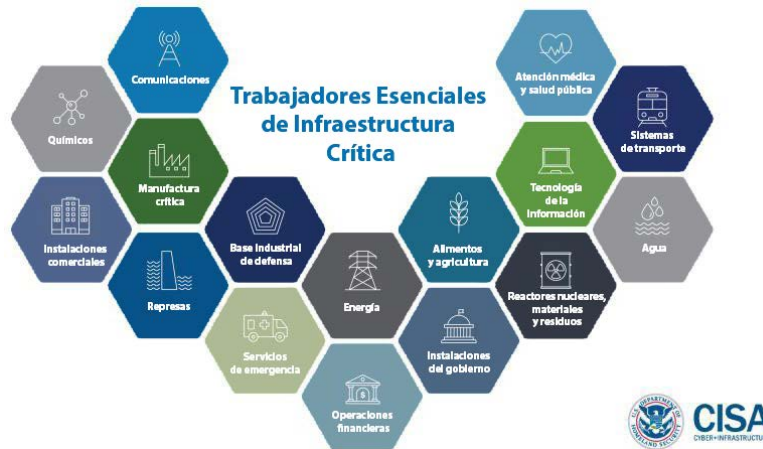 Trabajadores Esenciales
de Infraestructura
Crítica
Comunicaciones
Químicos
Manufactura
crítica
Instalaciones
comerciales
Represas
Base industrial
de defensa
Servicios
de emergencia
Energía
Operaciones
financieras
Alimentos
y agricultura
Instalaciones
del gobierno
Atención médica
y salud pública
Tecnología
de la
Información
Reactores nucleares,
materiales
y residuos
Sistemas
de transporte
Agua
CISA
CYBER+INFRASTRUCTU